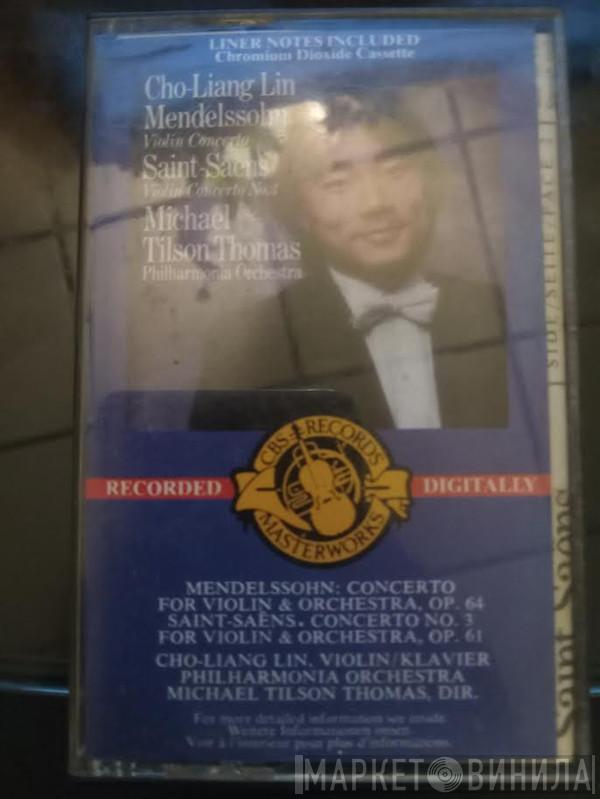 LINER NOTES INCLUDED
Chromium Dioxide Cassette
Cho-Liang Lin
Mendelssohn
Violin Concerto
Saint-Saëns
Violin Concerto No.3
Michael
Tilson Thomas
Philharmonia Orchestra
SIDE/SEITE/FACE 1
CBS RECORDS
MASTERWORKS
RECORDED
DIGITALLY
MENDELSSOHN: CONCERTO
FOR VIOLIN & ORCHESTRA, OP. 64
SAINT-SAËNS. CONCERTO NO. 3
FOR VIOLIN & ORCHESTRA, OP. 61
CHO-LIANG LIN, VIOLIN/KLAVIER
PHILHARMONIA ORCHESTRA
MICHAEL TILSON THOMAS, DIR.
For more detailed information see inside.
Weitere Informationen innen.
Voir à l'intérieur pour plus d'informations.
Saint-Saëns
МАРКЕТ ВИНИЛА